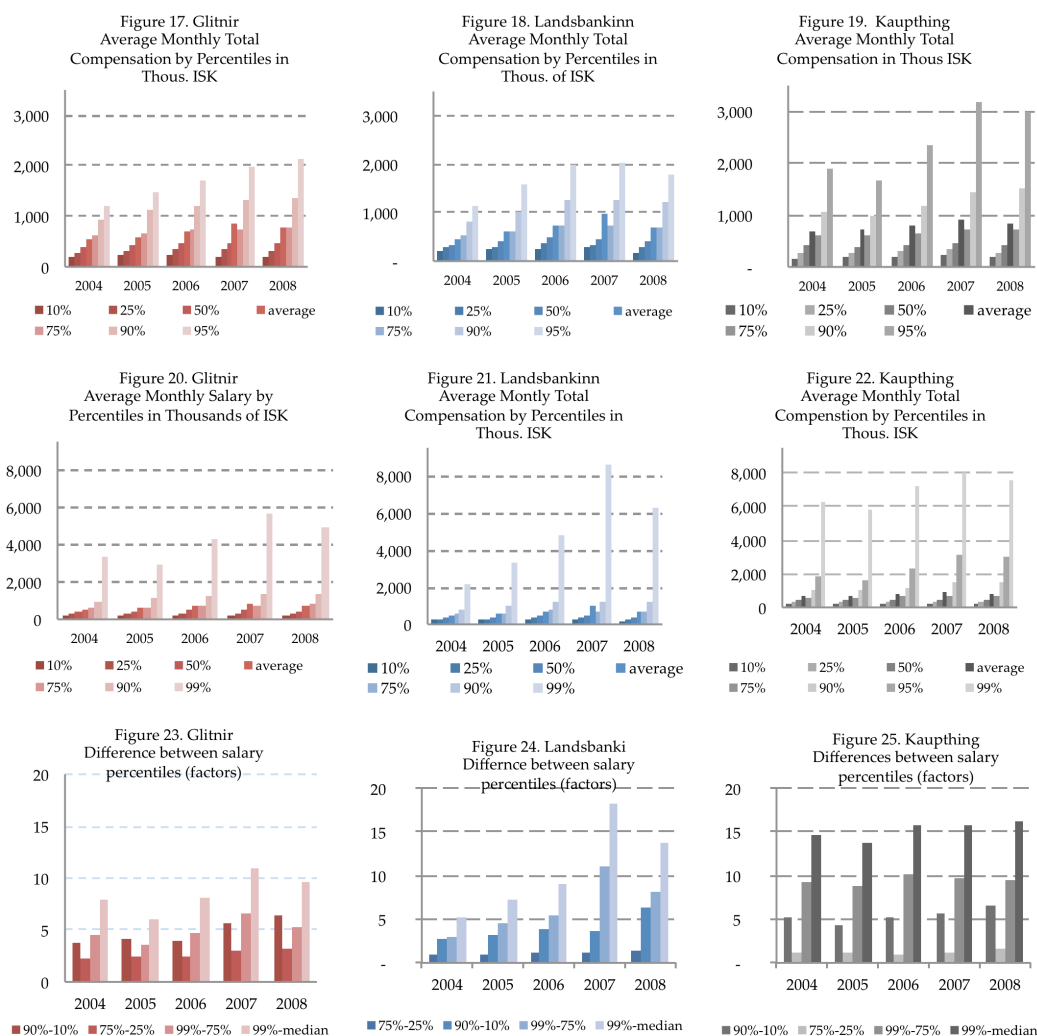 Figure 17. Glitnir
Average Monthly Total
Compensation by Percentiles in
Thous. ISK
3,000
2,000
1,000
0
2004 2005 2006 2007 2008
10% 25% 50% average
75% 90% 95%
Figure 18. Landsbankinn
Average Monthly Total
Compensation by Percentiles in
Thous. of ISK
3,000
2,000
1,000
-
2004 2005 2006 2007 2008
10% 25% 50% average
75% 90% 95%
Figure 19. Kaupthing
Average Monthly Total
Compensation in Thous ISK
3,000
2,000
1,000
-
2004 2005 2006 2007 2008
10% 25% 50% average
75% 90% 95%
Figure 20. Glitnir
Average Monthly Salary by
Percentiles in Thousands of ISK
8,000
6,000
4,000
2,000
0
2004 2005 2006 2007 2008
10% 25% 50% average
75% 90% 99%
Figure 21. Landsbankinn
Average Montly Total
Compensation by Percentiles in
Thous. ISK
8,000
6,000
4,000
2,000
0
2004 2005 2006 2007 2008
10% 25% 50% average
75% 90% 99%
Figure 22. Kaupthing
Average Monthly Total
Compenstion by Percentiles in
Thous. ISK
8,000
6,000
4,000
2,000
0
2004 2005 2006 2007 2008
10% 25% 50% average
75% 90% 95% 99%
Figure 23. Glitnir
Difference between salary
percentiles (factors)
20
15
10
5
0
2004 2005 2006 2007 2008
90%-10% 75%-25% 99%-75% 99%-median
Figure 24. Landsbanki
Difference between salary
percentiles (factors)
20
15
10
5
-
2004 2005 2006 2007 2008
75%-25% 90%-10% 99%-75% 99%-median
Figure 25. Kaupthing
Differences between salary
percentiles (factors)
20
15
10
5
-
2004 2005 2006 2007 2008
90%-10% 75%-25% 99%-75% 99%-median